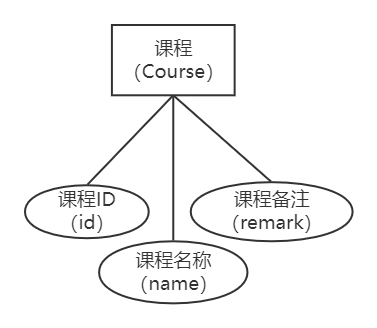 课程
（Course）
课程ID
（id）
课程备注
（remark）
课程名称
（name）